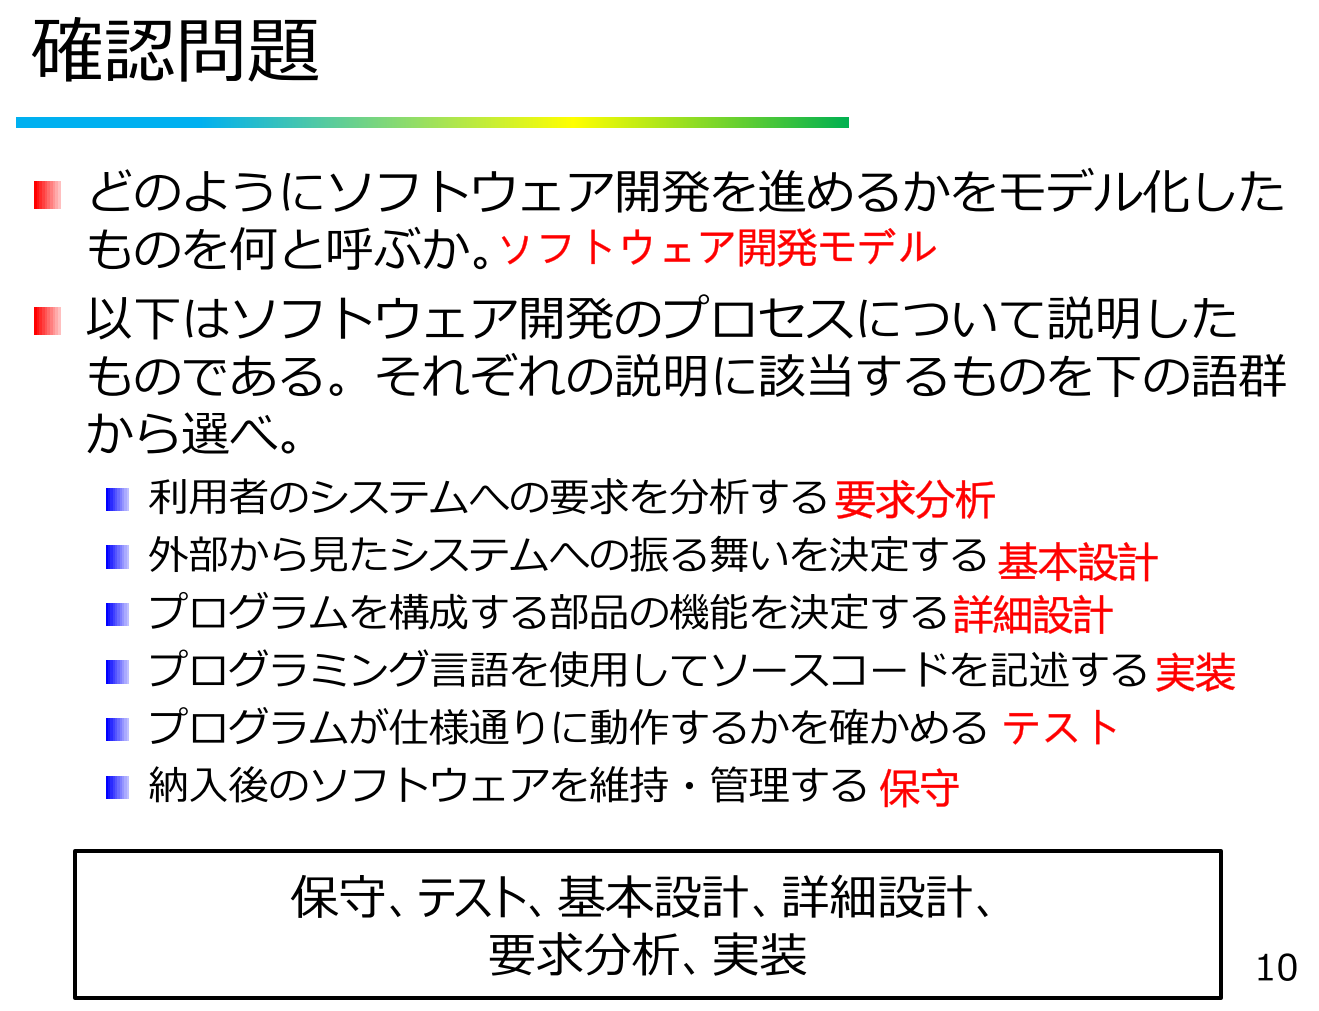 確認問題
どのようにソフトウェア開発を進めるかをモデル化した
ものを何と呼ぶか。ソフトウェア開発モデル
以下はソフトウェア開発のプロセスについて説明した
ものである。それぞれの説明に該当するものを下の語群
から選べ。
利用者のシステムへの要求を分析する 要求分析
外部から見たシステムへの振る舞いを決定する 基本設計
プログラムを構成する部品の機能を決定する 詳細設計
プログラミング言語を使用してソースコードを記述する 実装
プログラムが仕様通りに動作するかを確かめる テスト
納入後のソフトウェアを維持・管理する 保守
保守、テスト、基本設計、詳細設計、
要求分析、実装
10